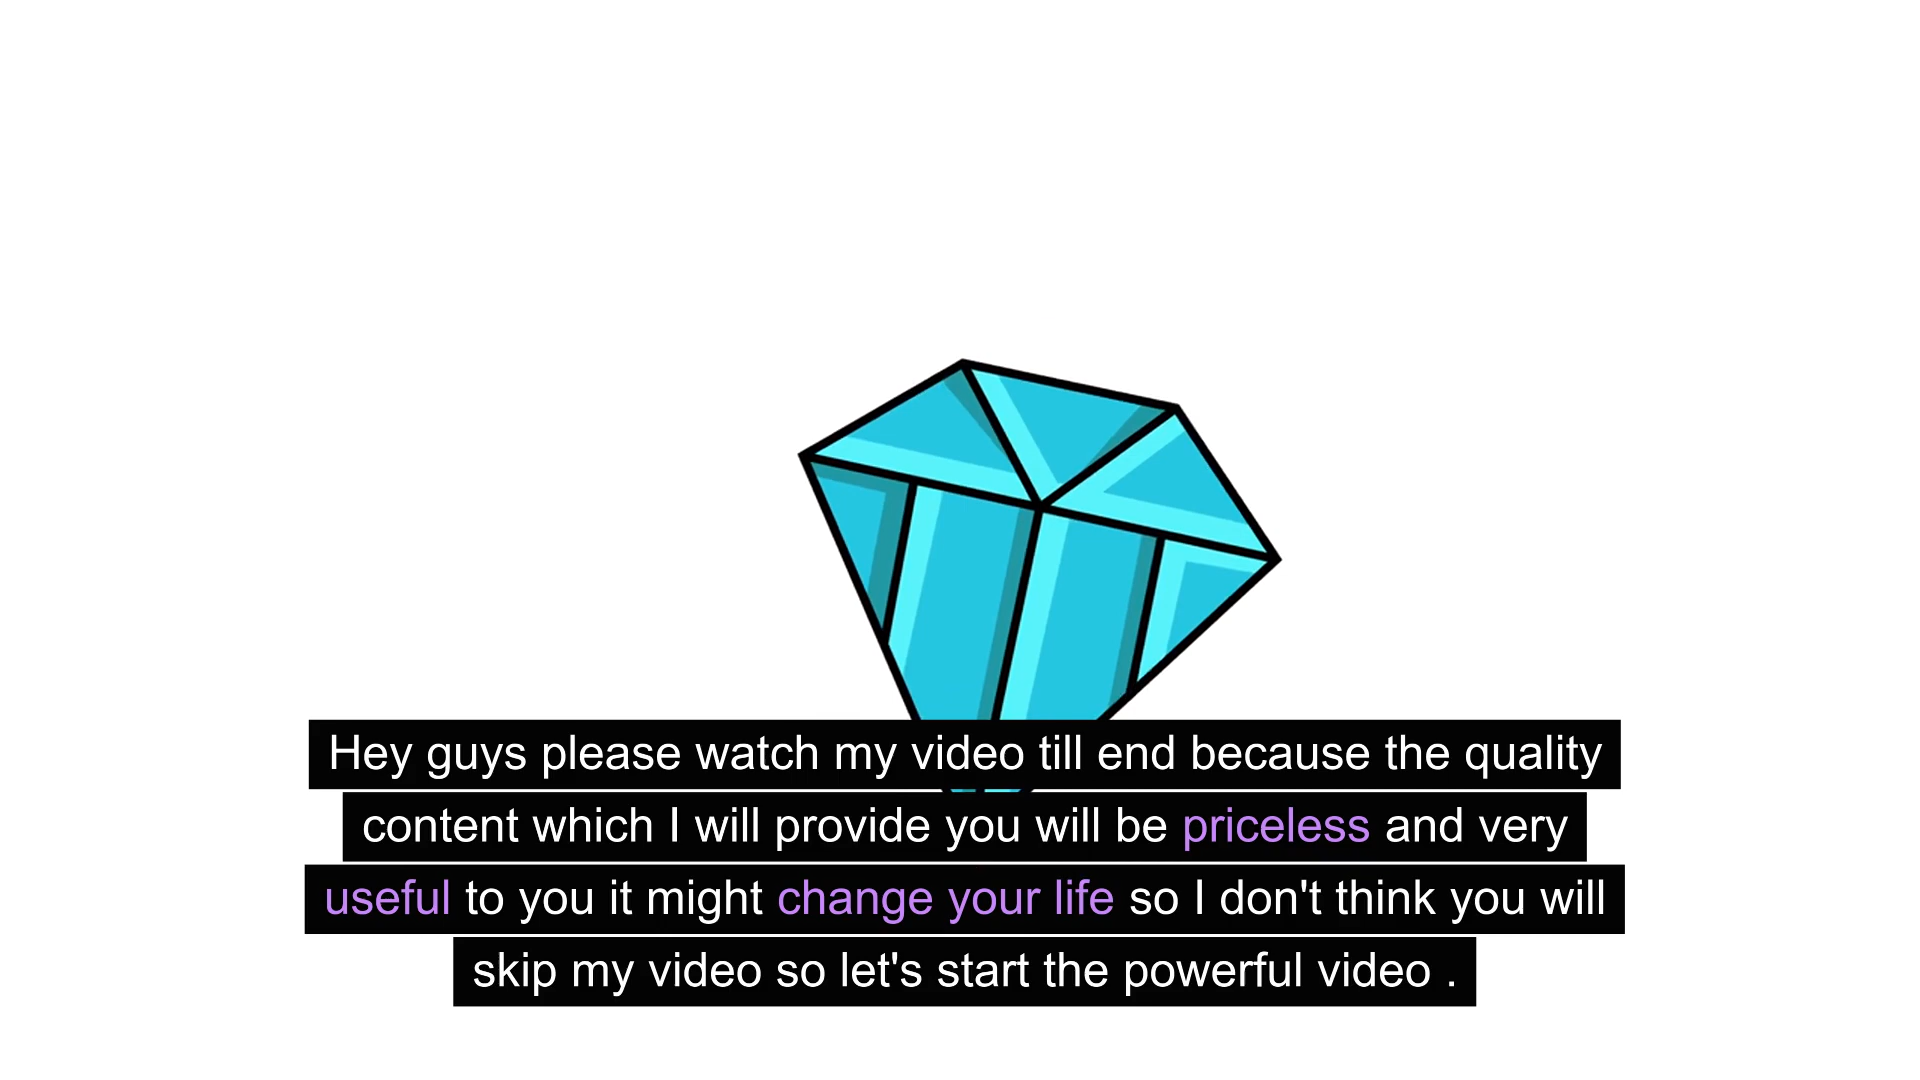 Hey guys please watch my video till end because the quality
content which I will provide you will be priceless and very
useful to you it might change your life so I don't think you will
skip my video so let's start the powerful video .